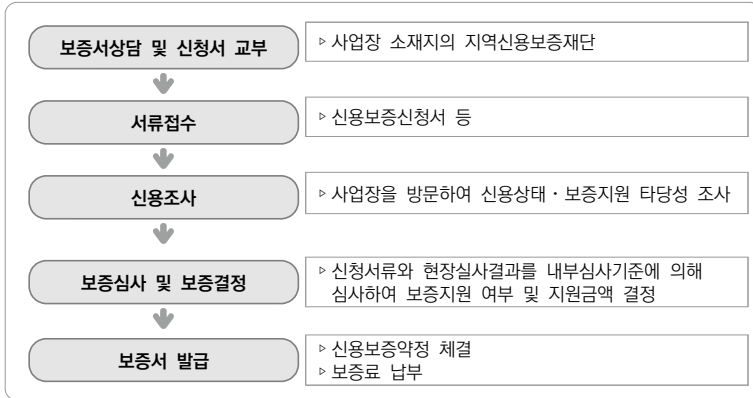 보증서상담 및 신청서 교부
▹사업장 소재지의 지역신용보증재단
서류접수
▹신용보증신청서 등
신용조사
▹사업장을 방문하여 신용상태・보증지원 타당성 조사
보증심사 및 보증결정
▹신청서류와 현장실사결과를 내부심사기준에 의해
심사하여 보증지원 여부 및 지원금액 결정
보증서 발급
▹신용보증약정 체결
▹보증료 납부